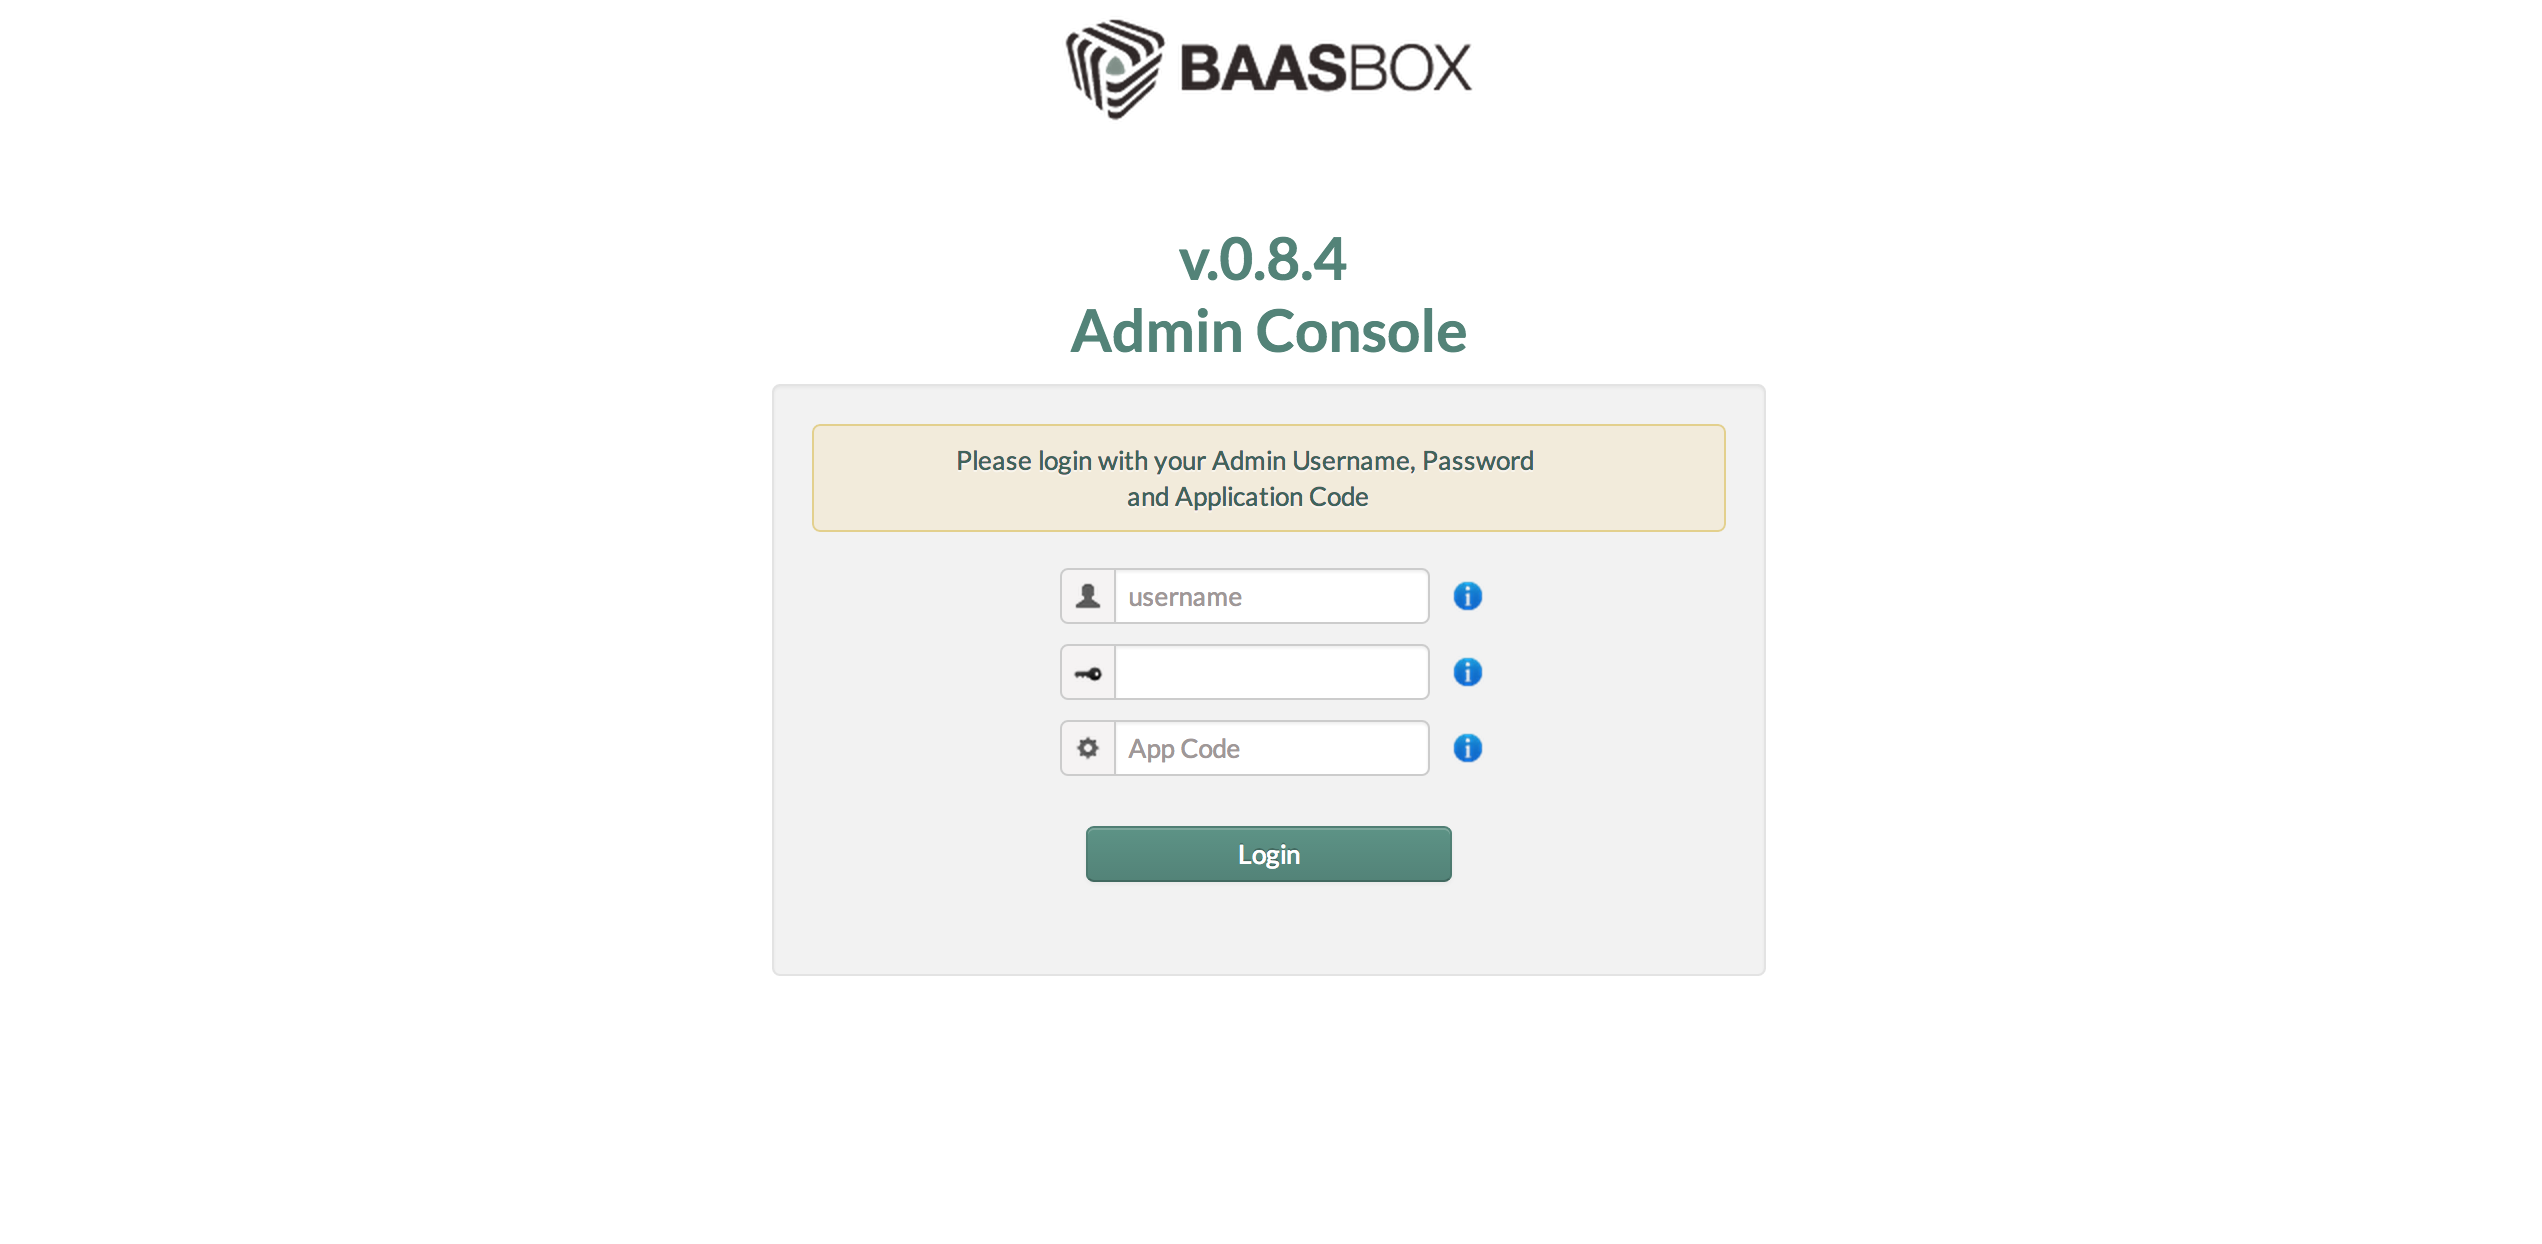 BAASBOX
v.0.8.4
Admin Console
Please login with your Admin Username, Password
and Application Code
username
App Code
Login